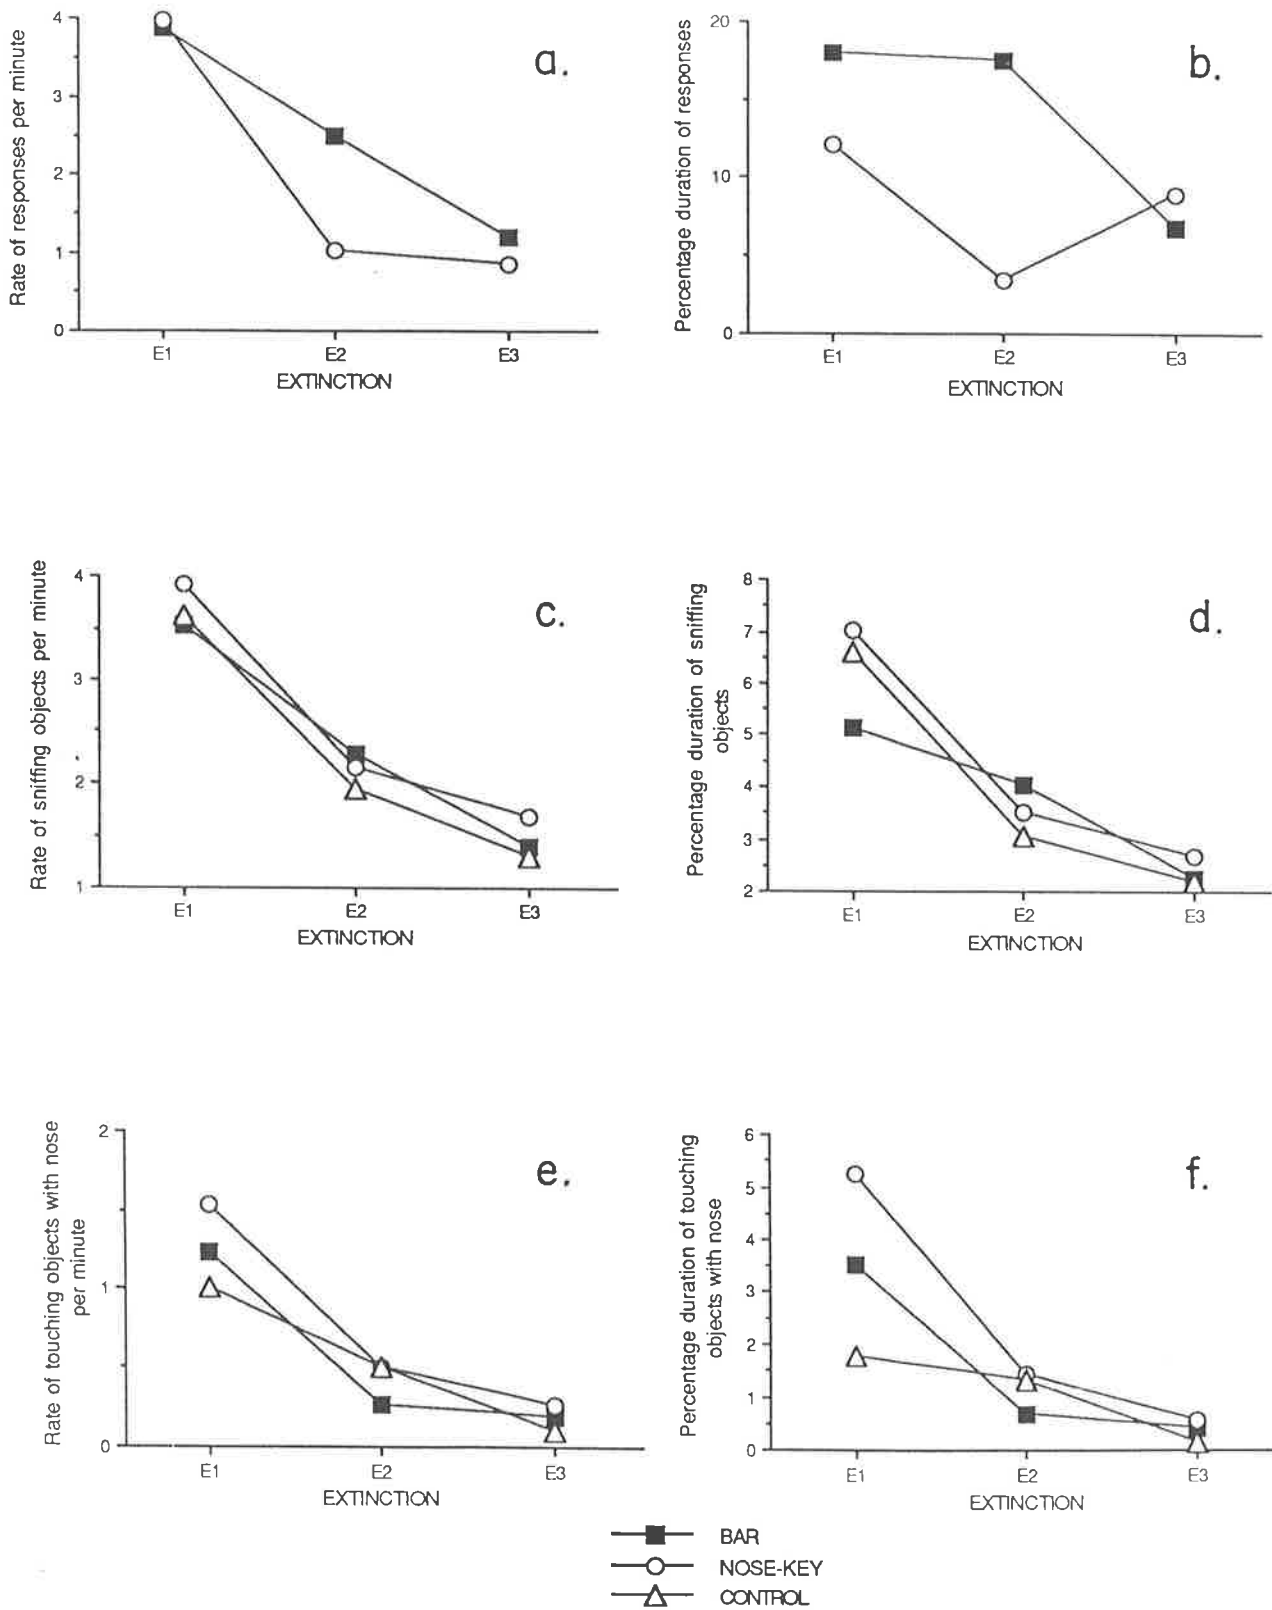 Rate of responses per minute
4
3
2
1
0
E1
E2
E3
EXTINCTION
a.
Percentage duration of responses
20
10
0
E1
E2
E3
EXTINCTION
b.
Rate of sniffing objects per minute
4
3
2
1
E1
E2
E3
EXTINCTION
c.
Percentage duration of sniffing
objects
8
7
6
5
4
3
2
E1
E2
E3
EXTINCTION
d.
Rate of touching objects with nose
per minute
2
1
0
E1
E2
E3
EXTINCTION
e.
Percentage duration of touching
objects with nose
6
5
4
3
2
1
0
E1
E2
E3
EXTINCTION
f.
BAR
NOSE-KEY
CONTROL